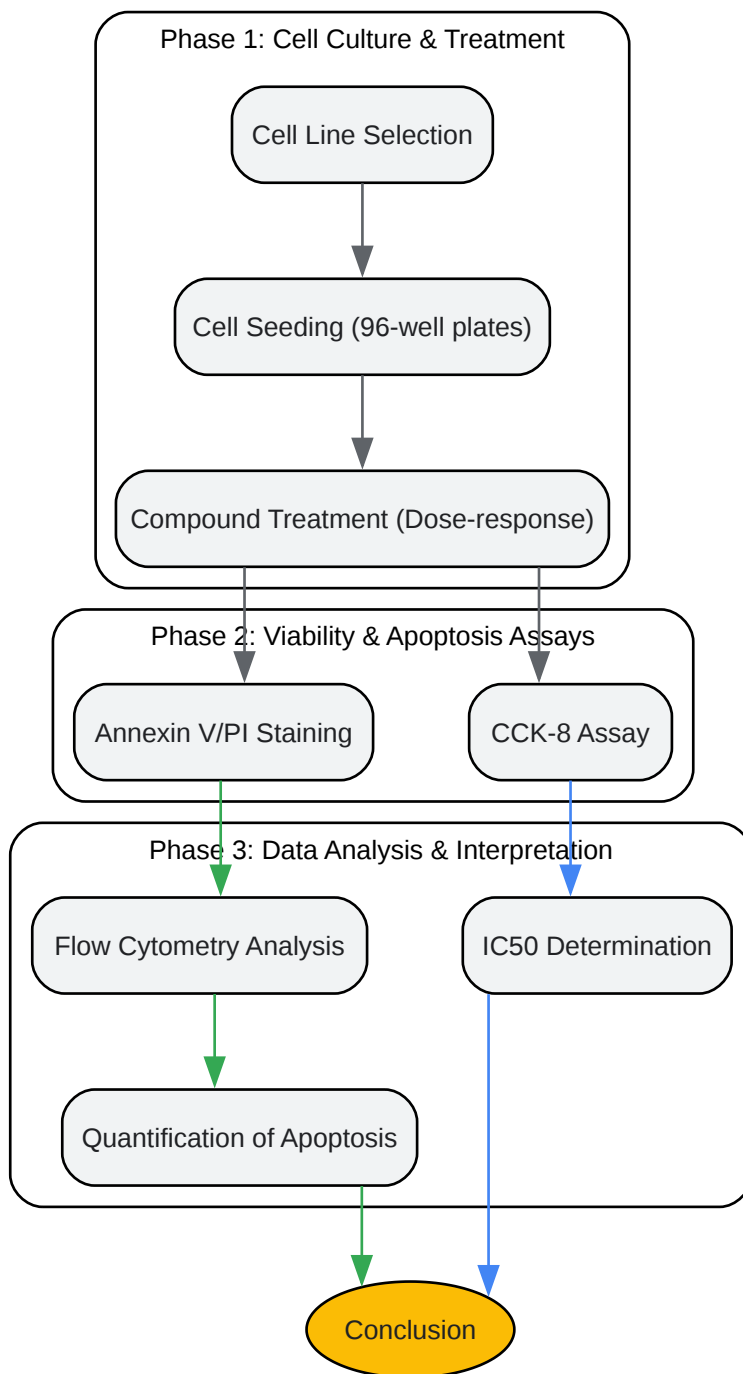 Phase 1: Cell Culture & Treatment
Cell Line Selection
Cell Seeding (96-well plates)
Compound Treatment (Dose-response)
Phase 2: Viability & Apoptosis Assays
Annexin V/PI Staining
CCK-8 Assay
Phase 3: Data Analysis & Interpretation
Flow Cytometry Analysis
IC50 Determination
Quantification of Apoptosis
Conclusion